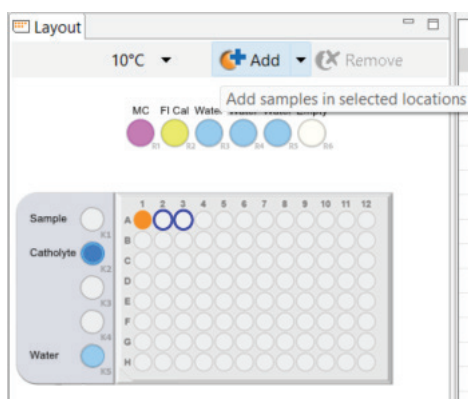 Layout
10°C Add Remove
Add samples in selected locations
MC Fl Cal Water Water Water Empty
R1 R2 R3 R4 R5 R6
1 2 3 4 5 6 7 8 9 10 11 12
Sample A
K1
B
Catholyte C
K2
D
K3 E
F
K4
G
Water H
K5